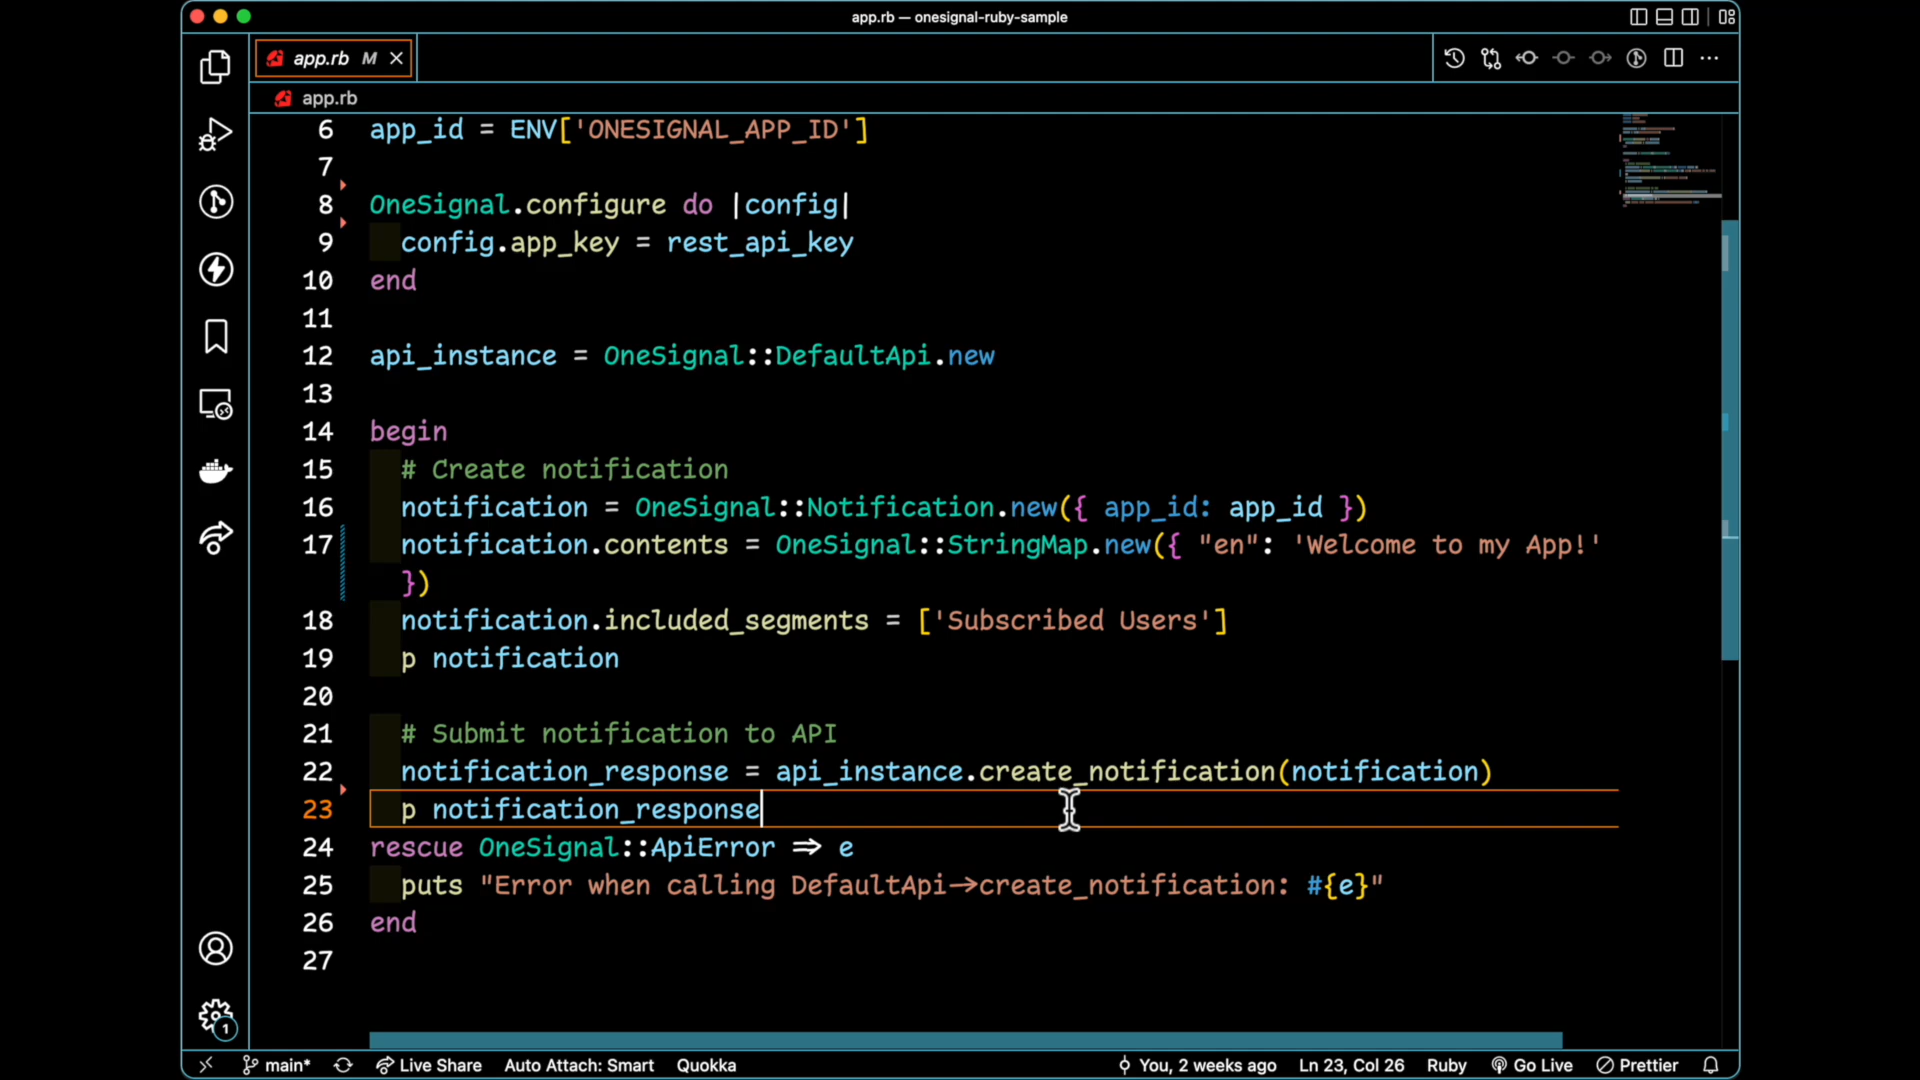 app.rb — onesignal-ruby-sample
app.rb M
app.rb
6 app_id = ENV['ONESIGNAL_APP_ID']
7
8 OneSignal.configure do |config|
9 config.app_key = rest_api_key
10 end
11
12 api_instance = OneSignal::DefaultApi.new
13
14 begin
15 # Create notification
16 notification = OneSignal::Notification.new({ app_id: app_id })
17 notification.contents = OneSignal::StringMap.new({ "en": 'Welcome to my App!'
})
18 notification.included_segments = ['Subscribed Users']
19 p notification
20
21 # Submit notification to API
22 notification_response = api_instance.create_notification(notification)
23 p notification_response
24 rescue OneSignal::ApiError => e
25 puts "Error when calling DefaultApi->create_notification: #{e}"
26 end
27
1
main* Live Share Auto Attach: Smart Quokka You, 2 weeks ago Ln 23, Col 26 Ruby Go Live Prettier